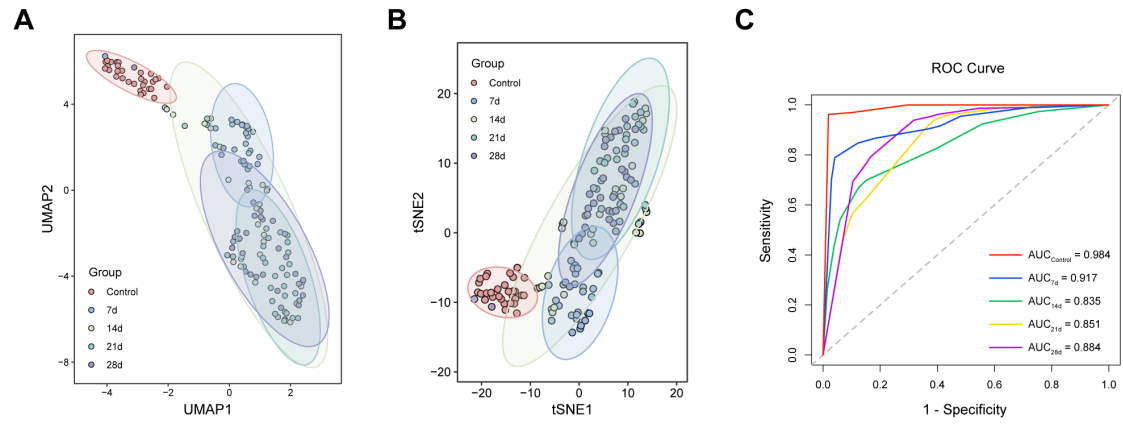 A
4
0
−4
−8
UMAP2
−4
−2
0
2
UMAP1
Group
Control
7d
14d
21d
28d
B
20
10
0
−10
−20
tSNE2
−20
−10
0
10
20
tSNE1
Group
Control
7d
14d
21d
28d
C
ROC Curve
1.0
0.8
0.6
0.4
0.2
0.0
Sensitivity
0.0
0.2
0.4
0.6
0.8
1.0
1 - Specificity
AUCControl = 0.984
AUC7d = 0.917
AUC14d = 0.835
AUC21d = 0.851
AUC28d = 0.884